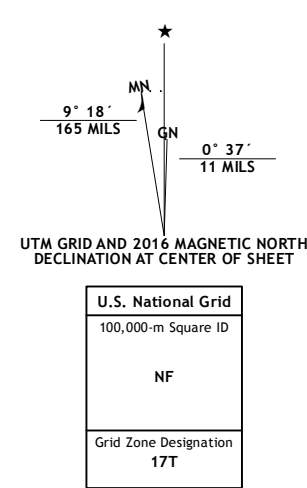 ★
MN
9° 18´
165 MILS
GN
0° 37´
11 MILS
UTM GRID AND 2016 MAGNETIC NORTH
DECLINATION AT CENTER OF SHEET
U.S. National Grid
100,000-m Square ID
NF
Grid Zone Designation
17T